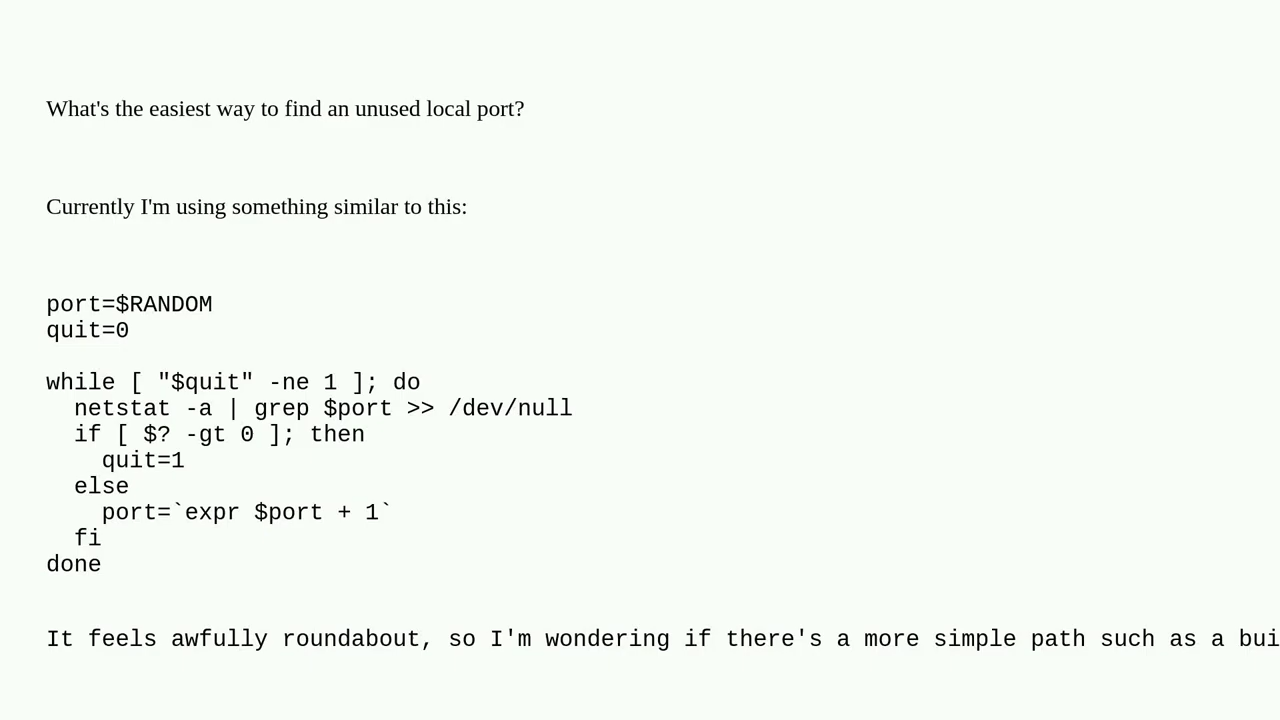 What's the easiest way to find an unused local port?
Currently I'm using something similar to this:
port=$RANDOM
quit=0
while [ "$quit" -ne 1 ]; do
  netstat -a | grep $port >> /dev/null
  if [ $? -gt 0 ]; then
    quit=1
  else
    port=`expr $port + 1`
  fi
done
It feels awfully roundabout, so I'm wondering if there's a more simple path such as a